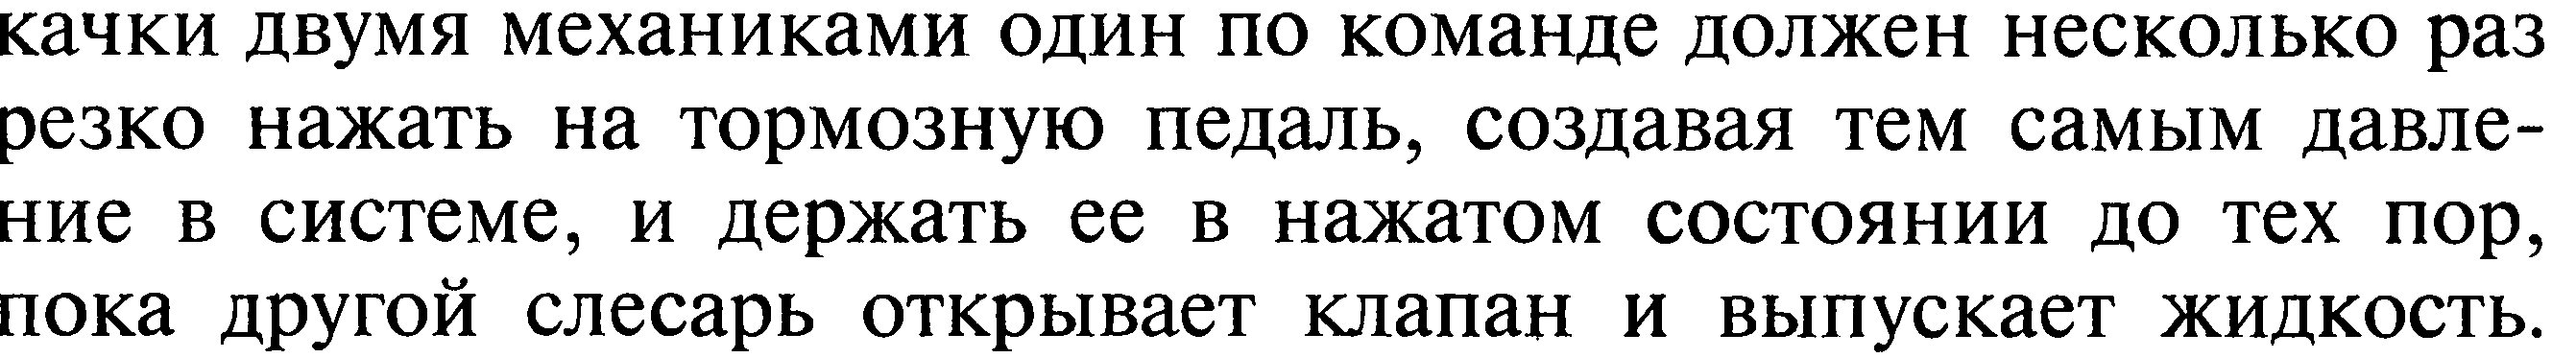 качки двумя механиками один по команде должен несколько раз
резко нажать на тормозную педаль, создавая тем самым давле-
ние в системе, и держать ее в нажатом состоянии до тех пор,
пока другой слесарь открывает клапан и выпускает жидкость.